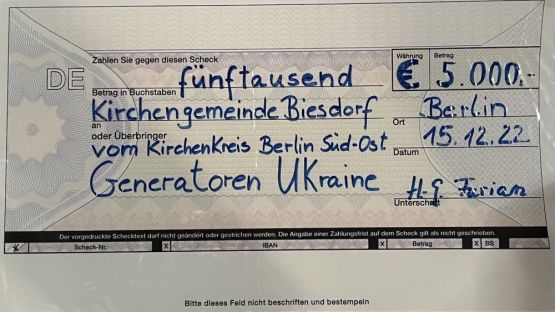 Zahlen Sie gegen diesen Scheck
Währung
Betrag
DE
fünftausend
€
5.000,-
Betrag in Buchstaben
Kirchengemeinde Biesdorf
Berlin
an
Ort
oder Überbringer
15.12.22
vom Kirchenkreis Berlin Süd-Ost
Datum
Generatoren Ukraine
H-G Furian
Unterschrift
Der vorgedruckte Schecktext darf nicht geändert oder gestrichen werden. Die Angabe einer Zahlungsfrist auf dem Scheck gilt als nicht geschrieben.
X Scheck-Nr. X IBAN X Betrag X BS
Bitte dieses Feld nicht beschriften und bestempeln